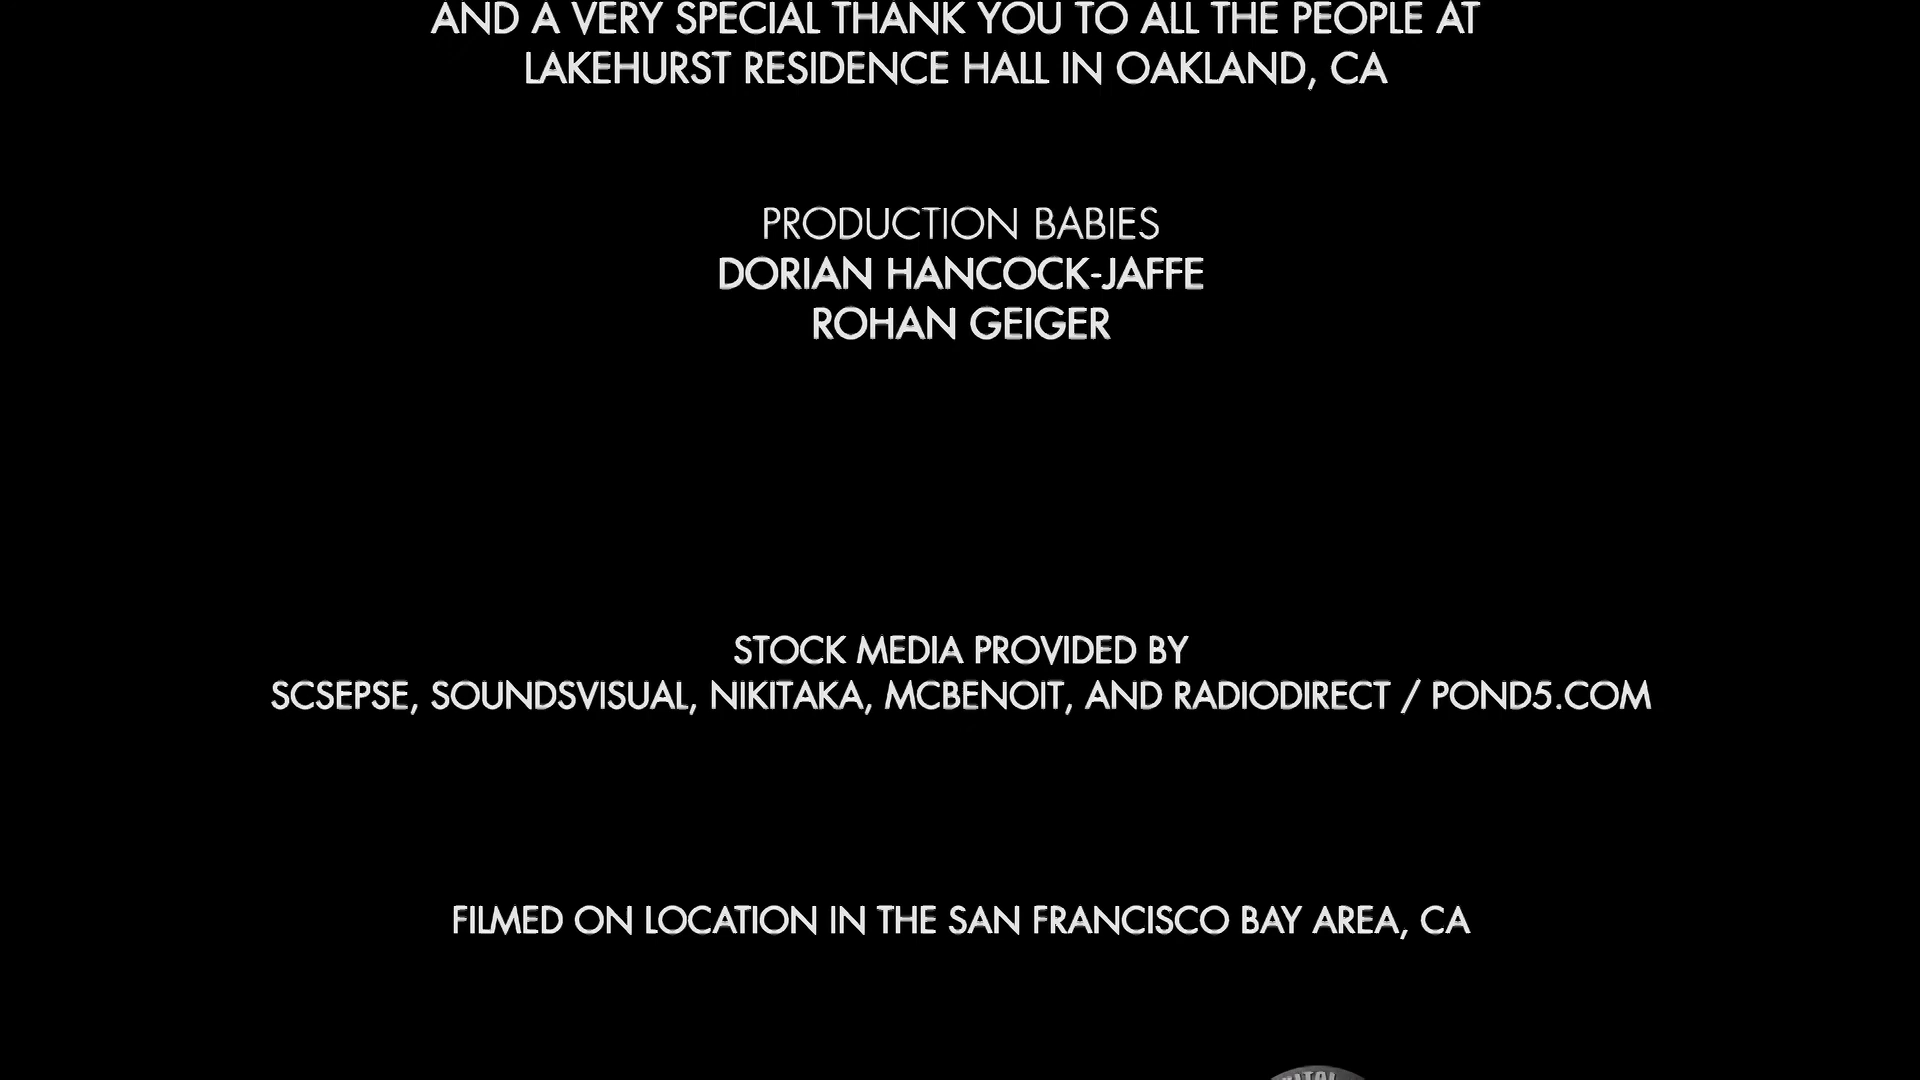 AND A VERY SPECIAL THANK YOU TO ALL THE PEOPLE AT
LAKEHURST RESIDENCE HALL IN OAKLAND, CA
PRODUCTION BABIES
DORIAN HANCOCK-JAFFE
ROHAN GEIGER
STOCK MEDIA PROVIDED BY
SCSEPSE, SOUNDSVISUAL, NIKITAKA, MCBENOIT, AND RADIODIRECT / POND5.COM
FILMED ON LOCATION IN THE SAN FRANCISCO BAY AREA, CA